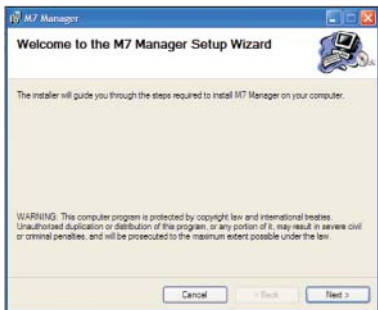 M7 Manager
Welcome to the M7 Manager Setup Wizard
The installer will guide you through the steps required to install M7 Manager on your computer.
WARNING: This computer program is protected by copyright law and international treaties.
Unauthorized duplication or distribution of this program, or any portion of it, may result in severe civil
or criminal penalties, and will be prosecuted to the maximum extent possible under the law.
Cancel
< Back
Next >